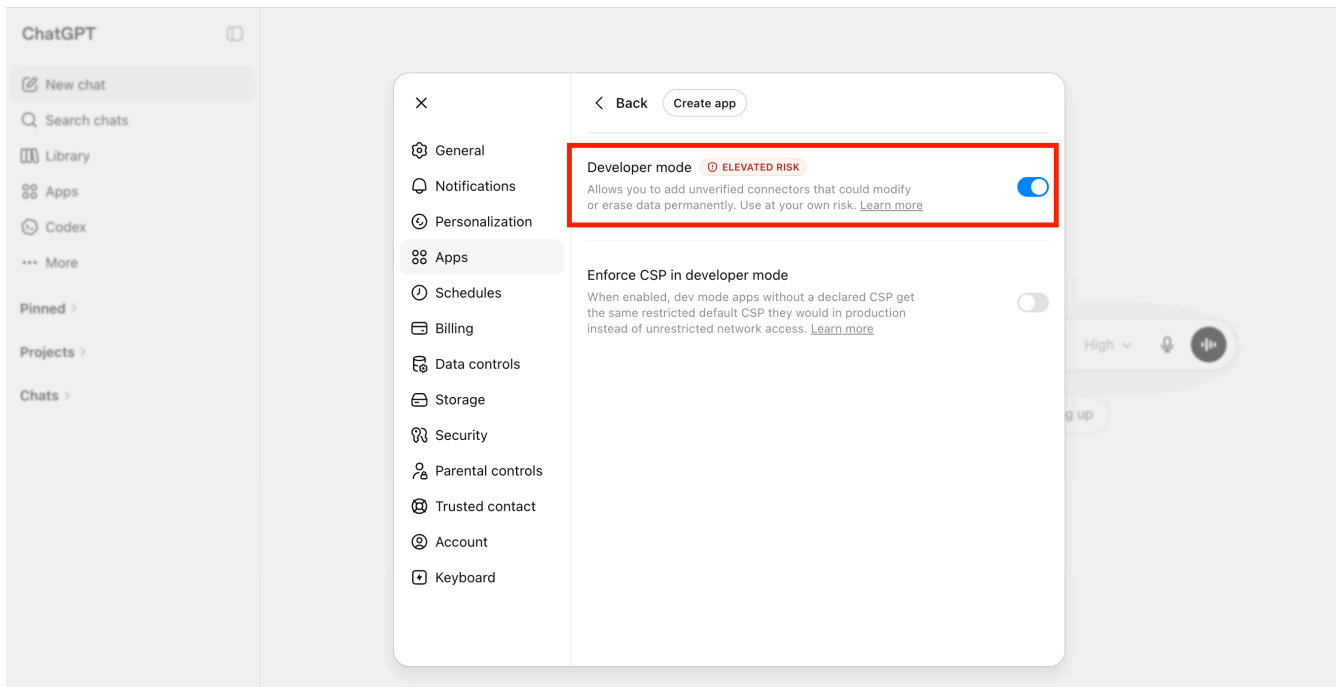 ChatGPT
New chat
Search chats
Library
Apps
Codex
More
Pinned
Projects
Chats
General
Notifications
Personalization
Apps
Schedules
Billing
Data controls
Storage
Security
Parental controls
Trusted contact
Account
Keyboard
Back Create app
Developer mode ELEVATED RISK
Allows you to add unverified connectors that could modify
or erase data permanently. Use at your own risk. Learn more
Enforce CSP in developer mode
When enabled, dev mode apps without a declared CSP get
the same restricted default CSP they would in production
instead of unrestricted network access. Learn more
High
g up